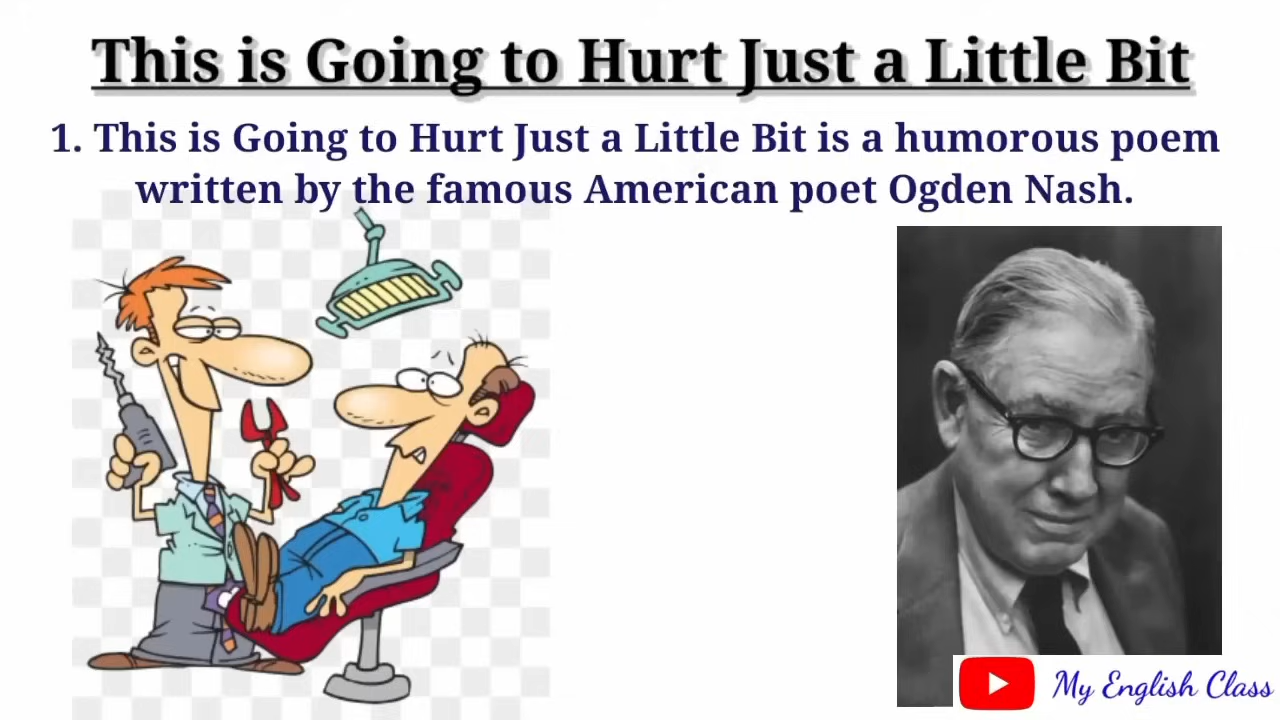 This is Going to Hurt Just a Little Bit
1. This is Going to Hurt Just a Little Bit is a humorous poem
written by the famous American poet Ogden Nash.
My English Class